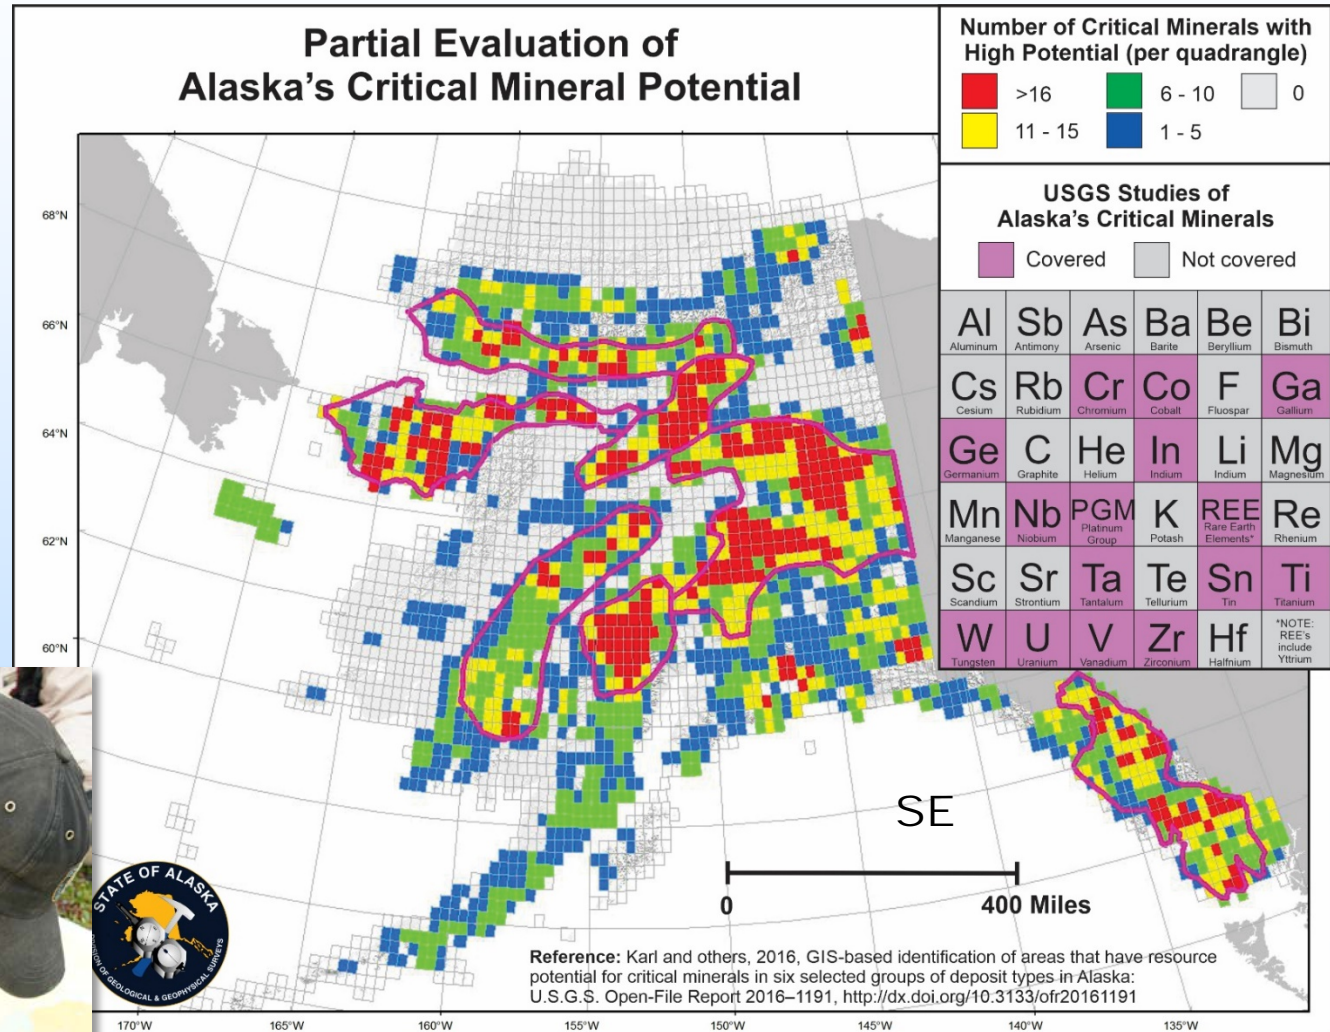 Partial Evaluation of
Alaska's Critical Mineral Potential
Number of Critical Minerals with
High Potential (per quadrangle)
>16
6 - 10
0
11 - 15
1 - 5
USGS Studies of
Alaska's Critical Minerals
Covered
Not covered
Al Sb As Ba Be Bi
Aluminum Antimony Arsenic Barite Beryllium Bismuth
Cs Rb Cr Co F Ga
Cesium Rubidium Chromium Cobalt Fluospar Gallium
Ge C He In Li Mg
Germanium Graphite Helium Indium Indium Magnesium
Mn Nb PGM K REE Re
Manganese Niobium Platinum Group Potash Rare Earth Elements* Rhenium
Sc Sr Ta Te Sn Ti
Scandium Strontium Tantalum Tellurium Tin Titanium
W U V Zr Hf *NOTE: REE's include Yttrium
Tungsten Uranium Vanadium Zirconium Halfnium
68°N
66°N
64°N
62°N
60°N
SE
0
400 Miles
STATE OF ALASKA
DIVISION OF GEOLOGICAL & GEOPHYSICAL SURVEYS
Reference: Karl and others, 2016, GIS-based identification of areas that have resource
potential for critical minerals in six selected groups of deposit types in Alaska:
U.S.G.S. Open-File Report 2016–1191, http://dx.doi.org/10.3133/ofr20161191
170°W 165°W 160°W 155°W 150°W 145°W 140°W 135°W